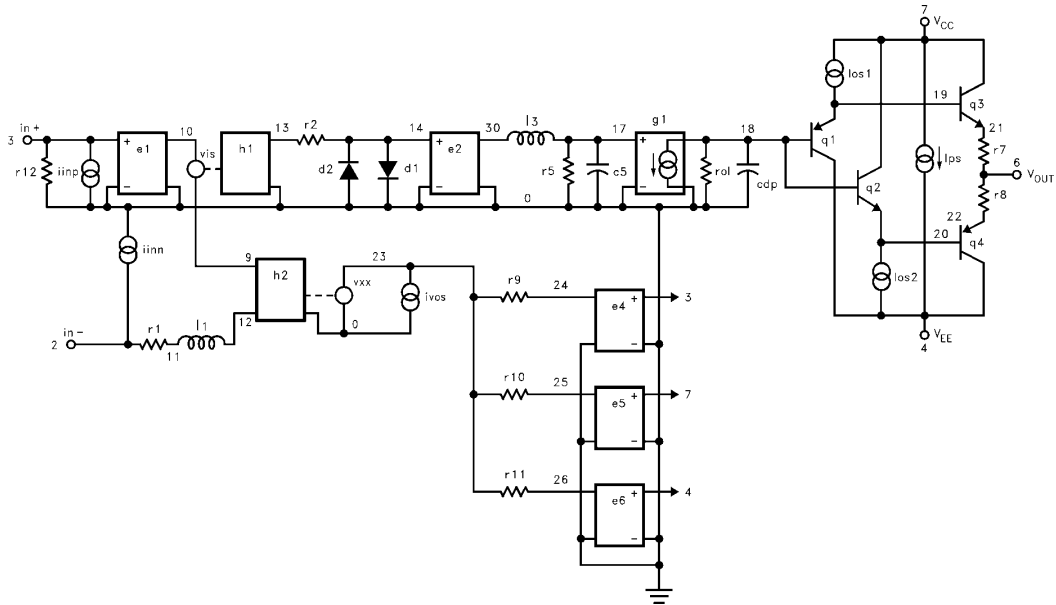 7
VCC
Ios1
19
q3
in+
3
10
13
r2
14
30
l3
17
g1
18
q1
21
r7
e1
vis
h1
e2
r12
iinp
d2
d1
r5
c5
rol
cdp
Ips
6
VOUT
q2
r8
0
22
iinn
20
q4
9
23
h2
vxx
ivos
Ios2
r9
24
e4
3
12
0
in-
2
r1
l1
11
VEE
4
r10
25
e5
7
r11
26
e6
4
+
-
+
-
+
-
+
-
+
-
+
-